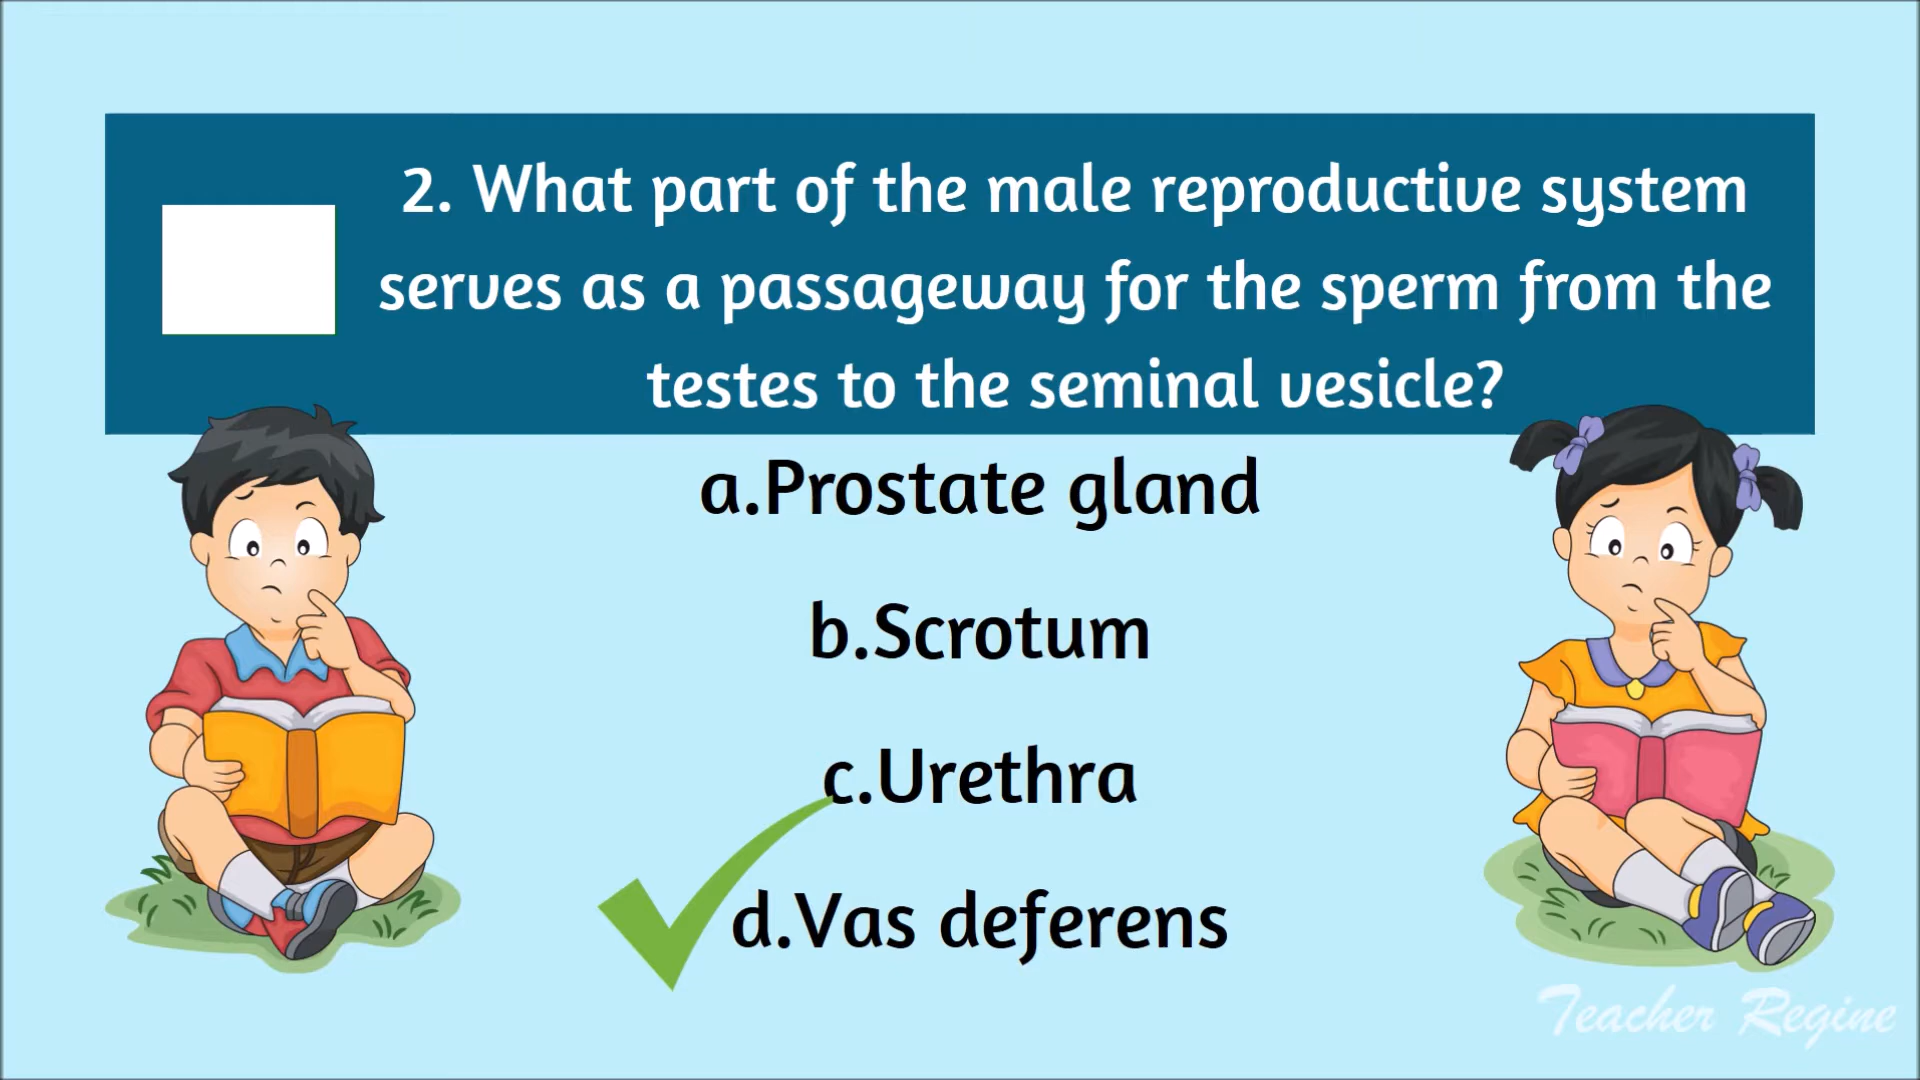 2. What part of the male reproductive system
serves as a passageway for the sperm from the
testes to the seminal vesicle?
a.Prostate gland
b.Scrotum
c.Urethra
d.Vas deferens
Teacher Regine